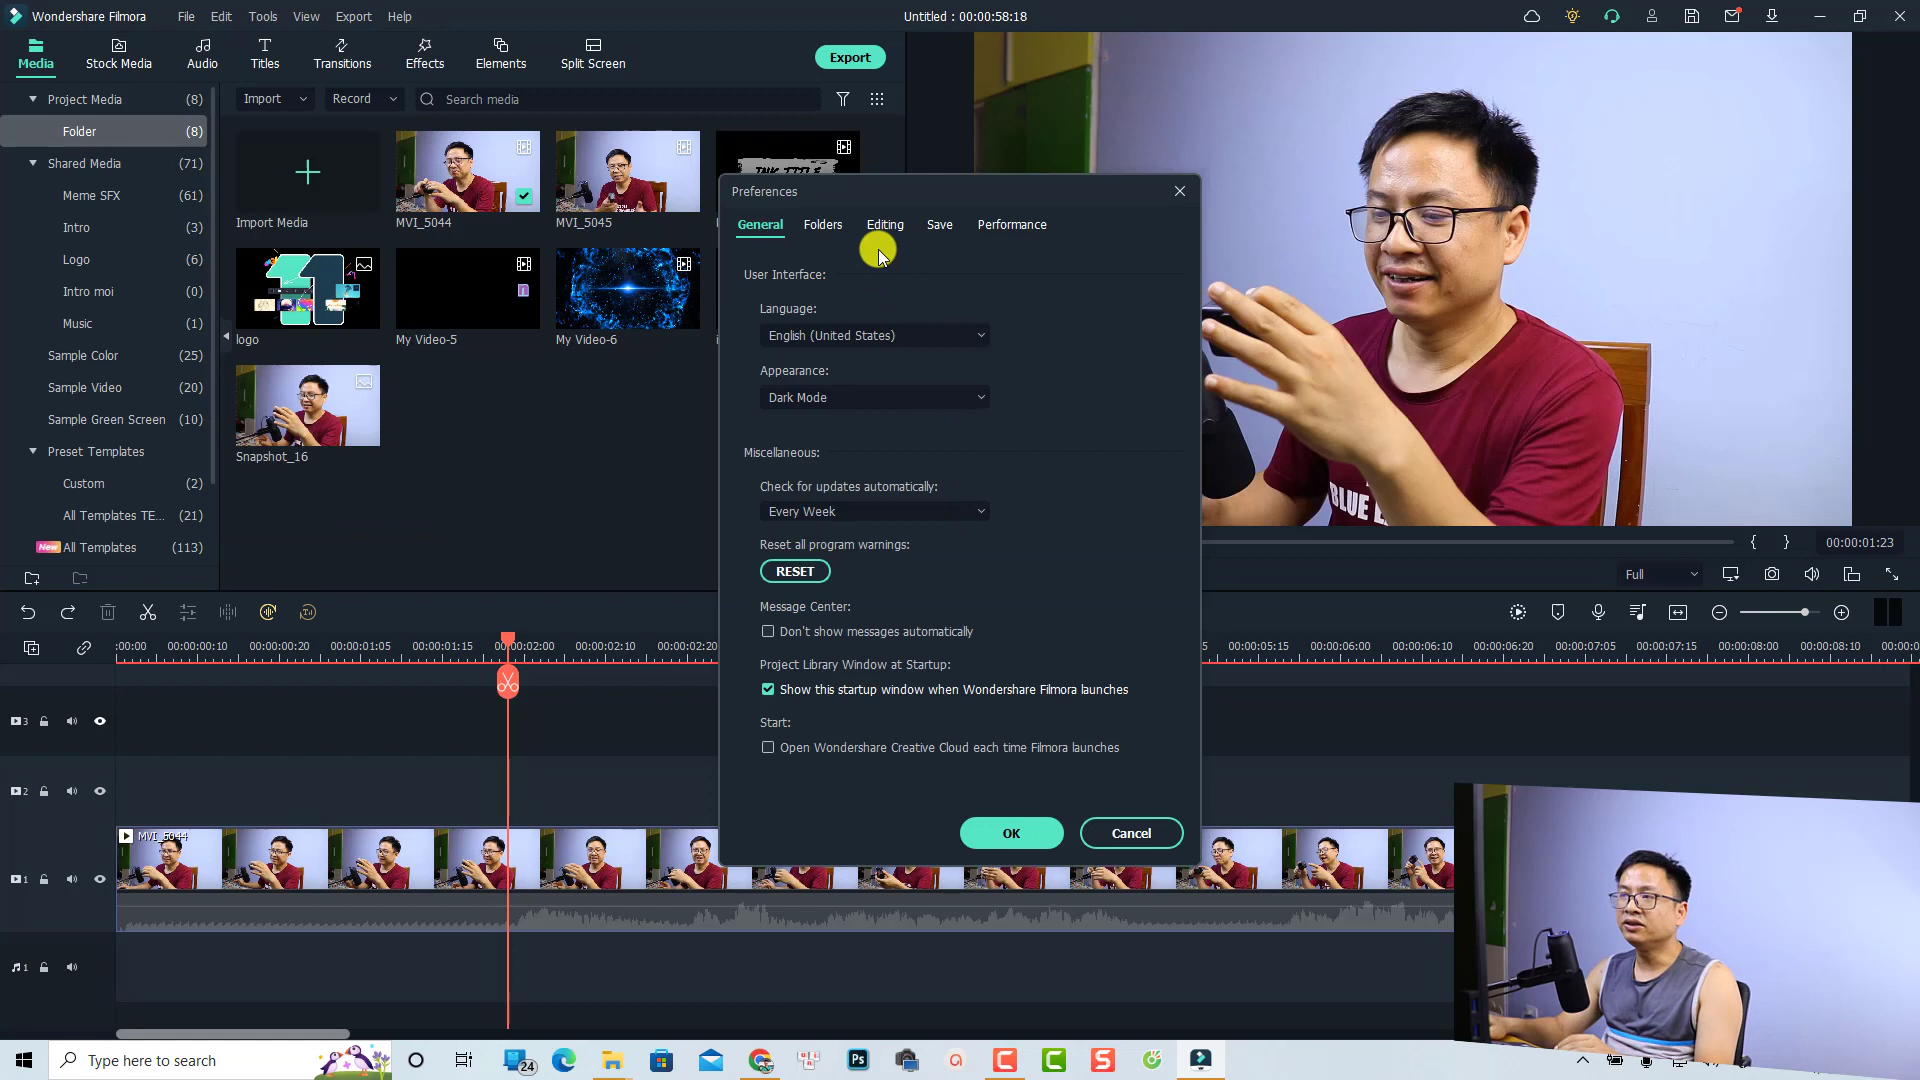 Wondershare Filmora File Edit Tools View Export Help Untitled : 00:00:58:18
Media Stock Media Audio Titles Transitions Effects Elements Split Screen Export
Project Media (8)
Folder (8)
Shared Media (71)
Meme SFX (61)
Intro (3)
Logo (6)
Intro moi (0)
Music (1)
Sample Color (25)
Sample Video (20)
Sample Green Screen (10)
Preset Templates
Custom (2)
All Templates TE... (21)
New All Templates (113)
Import Record Search media
Import Media MVI_5044 MVI_5045
logo My Video-5 My Video-6
Snapshot_16
Preferences
General Folders Editing Save Performance
User Interface:
Language:
English (United States)
Appearance:
Dark Mode
Miscellaneous:
Check for updates automatically:
Every Week
Reset all program warnings:
RESET
Message Center:
Don't show messages automatically
Project Library Window at Startup:
Show this startup window when Wondershare Filmora launches
Start:
Open Wondershare Creative Cloud each time Filmora launches
OK Cancel
{ } 00:00:01:23
Full
:00:00 00:00:00:10 00:00:00:20 00:00:01:05 00:00:01:15 00:00:02:00 00:00:02:10 00:00:02:20 00:00:05:15 00:00:06:00 00:00:06:10 00:00:06:20 00:00:07:05 00:00:07:15 00:00:08:00 00:00:08:10
3
2
MVI_5044
1
1
Type here to search 24 Ps